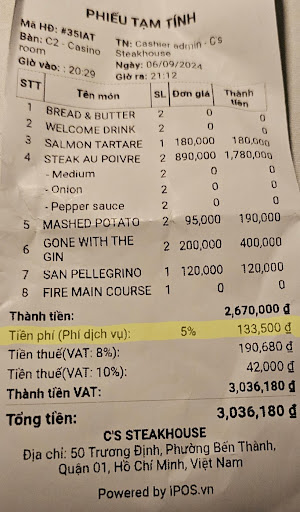 PHIẾU TẠM TÍNH
Mã HĐ: #35IAT
Bàn: C2 - Casino room TN: Cashier admin - C's Steakhouse
Ngày: 06/09/2024
Giờ vào: : 20:29 Giờ ra: 21:12
STT Tên món SL Đơn giá Thành tiền
1 BREAD & BUTTER 2 0 0
2 WELCOME DRINK 2 0 0
3 SALMON TARTARE 1 180,000 180,000
4 STEAK AU POIVRE 2 890,000 1,780,000
- Medium
- Onion
- Pepper sauce 2 0 0
5 MASHED POTATO 2 95,000 190,000
6 GONE WITH THE GIN 2 200,000 400,000
7 SAN PELLEGRINO 1 120,000 120,000
8 FIRE MAIN COURSE 1 0 0
Thành tiền: 2,670,000 đ
Tiền phí (Phí dịch vụ): 5% 133,500 đ
Tiền thuế(VAT: 8%): 190,680 đ
Tiền thuế(VAT: 10%): 42,000 đ
Thành tiền VAT: 3,036,180 đ
Tổng tiền: 3,036,180 đ
C'S STEAKHOUSE
Địa chỉ: 50 Trương Định, Phường Bến Thành,
Quận 01, Hồ Chí Minh, Việt Nam
Powered by iPOS.vn